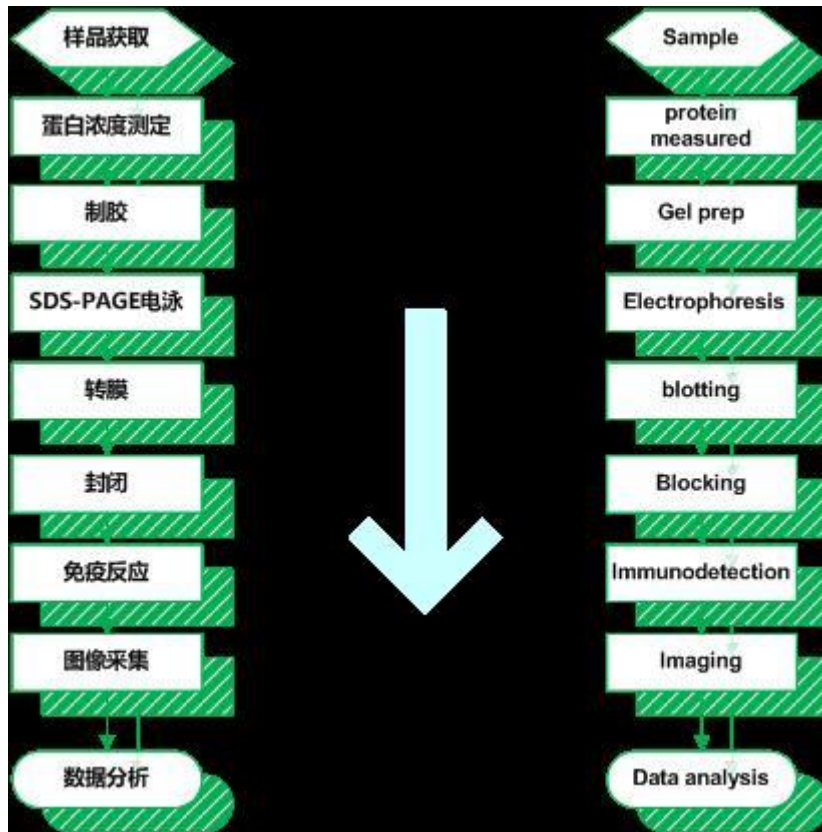 样品获取
蛋白浓度测定
制胶
SDS-PAGE电泳
转膜
封闭
免疫反应
图像采集
数据分析
Sample
protein
measured
Gel prep
Electrophoresis
blotting
Blocking
Immunodetection
Imaging
Data analysis